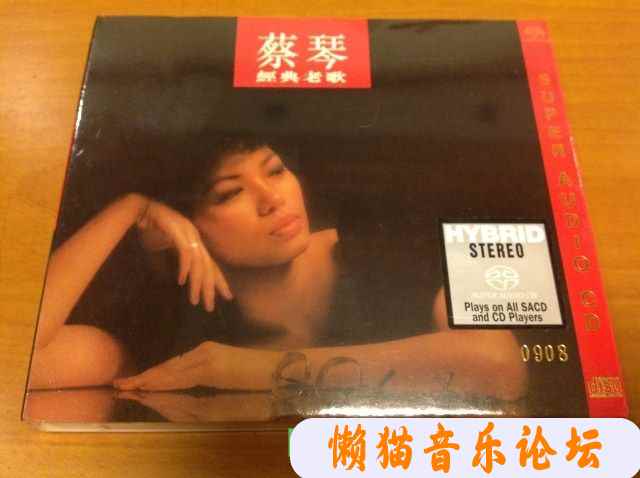 蔡琴
經典老歌
SUPER AUDIO CD
HYBRID
STEREO
Plays on All SACD
and CD Players
0903
懒猫音乐论坛